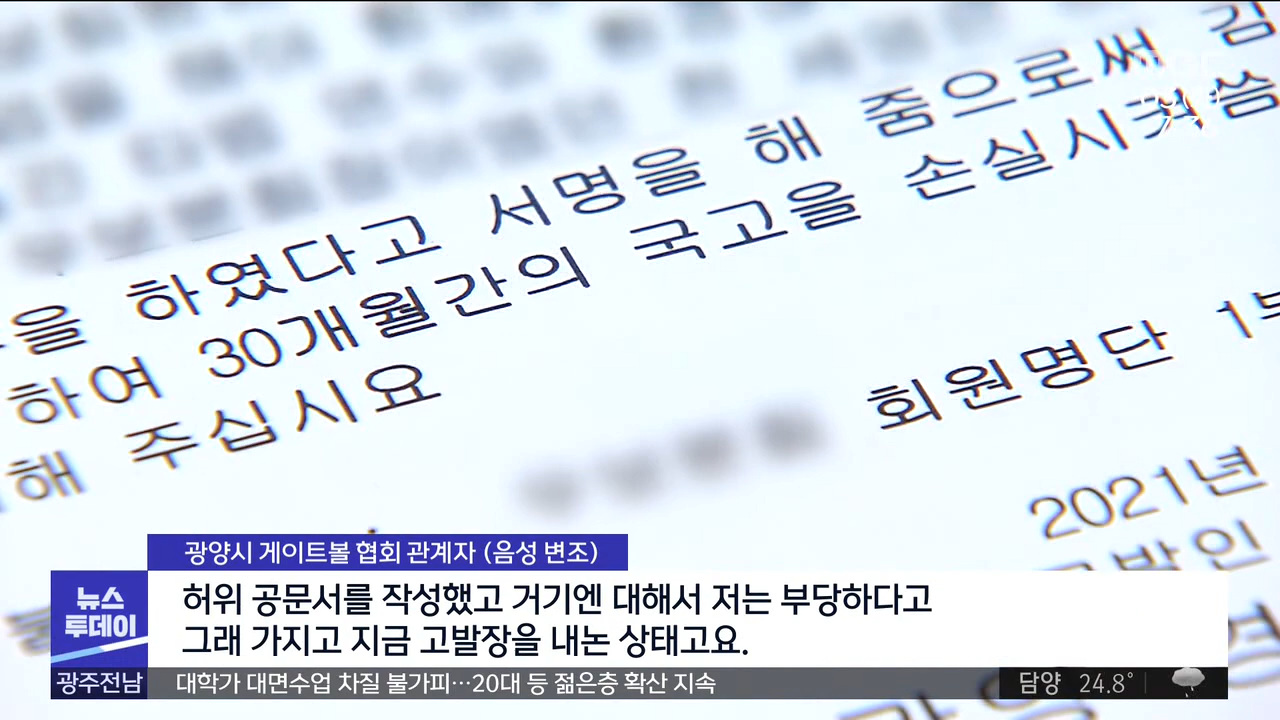 을 하였다고 서명을 해 줌으로써 김
하여 30개월간의 국고를 손실시켰씀
해 주십시요
회원명단 1부
2021년
고발인
광양시 게이트볼 협회 관계자 (음성 변조)
뉴스
투데이
허위 공문서를 작성했고 거기엔 대해서 저는 부당하다고
그래 가지고 지금 고발장을 내논 상태고요.
광주전남 대학가 대면수업 차질 불가피…20대 등 젊은층 확산 지속 담양 24.8°